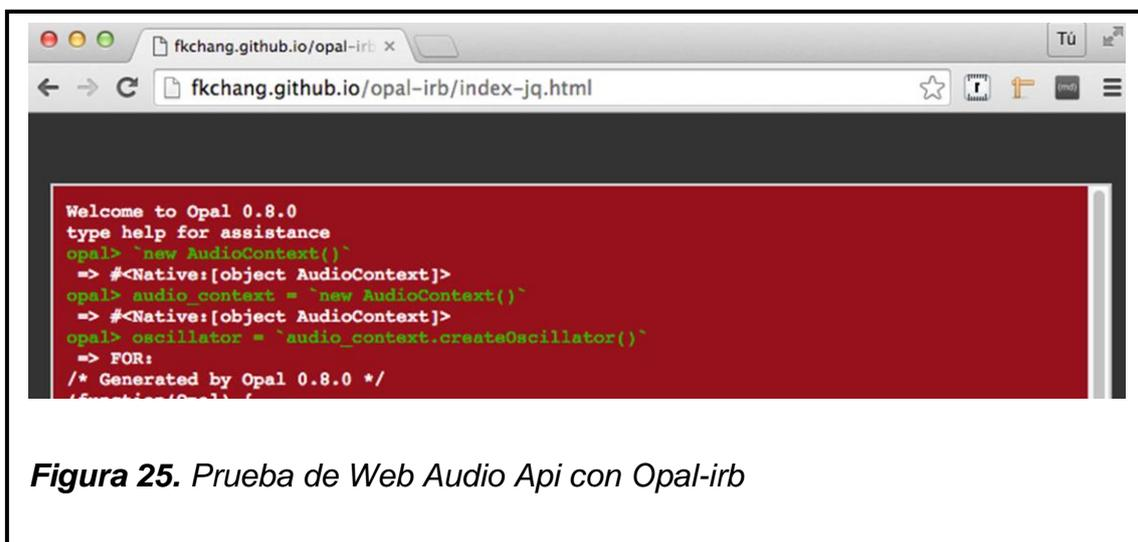 fkchang.github.io/opal-irb
Tú
fkchang.github.io/opal-irb/index-jq.html
r
(md)
Welcome to Opal 0.8.0
type help for assistance
opal> `new AudioContext()`
=> #<Native:[object AudioContext]>
opal> audio_context = `new AudioContext()`
=> #<Native:[object AudioContext]>
opal> oscillator = `audio_context.createOscillator()`
=> FOR:
/* Generated by Opal 0.8.0 */
Figura 25. Prueba de Web Audio Api con Opal-irb